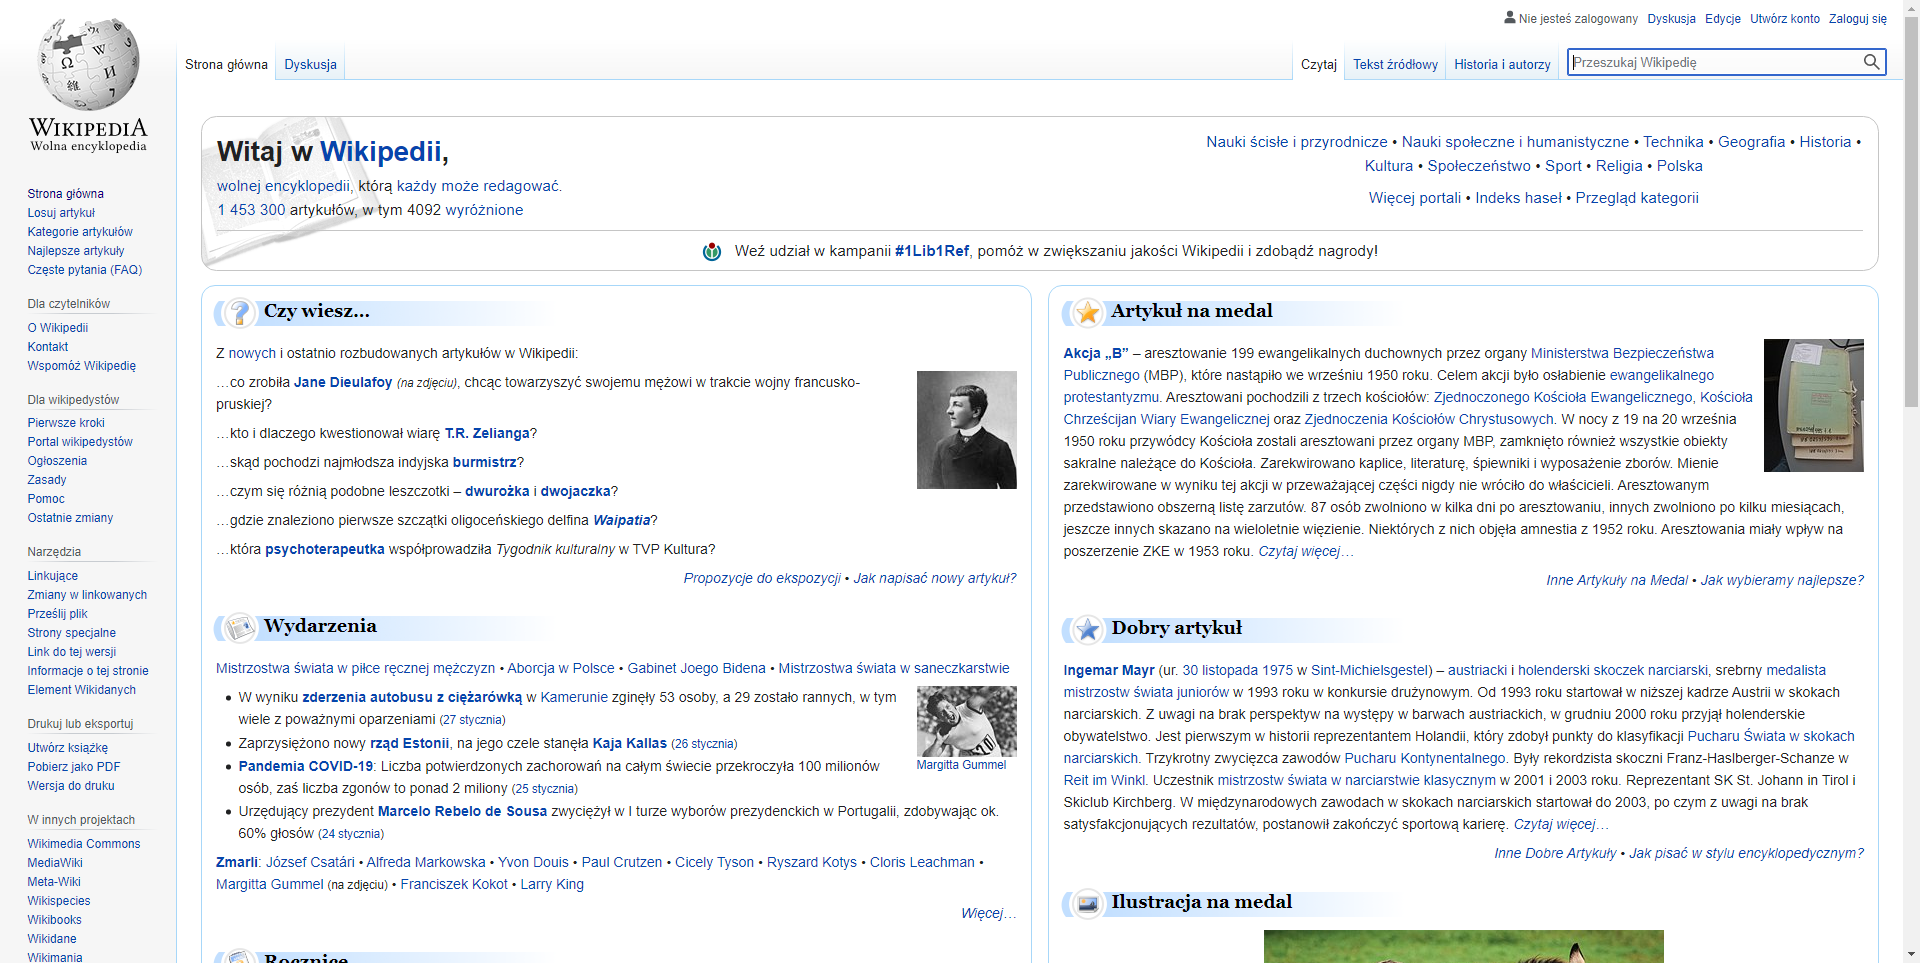 Nie jesteś zalogowany Dyskusja Edycje Utwórz konto Zaloguj się
Strona główna Dyskusja Czytaj Tekst źródłowy Historia i autorzy Przeszukaj Wikipedię
WIKIPEDIA
Wolna encyklopedia
Strona główna
Losuj artykuł
Kategorie artykułów
Najlepsze artykuły
Częste pytania (FAQ)
Dla czytelników
O Wikipedii
Kontakt
Wspomóż Wikipedię
Dla wikipedystów
Pierwsze kroki
Portal wikipedystów
Ogłoszenia
Zasady
Pomoc
Ostatnie zmiany
Narzędzia
Linkujące
Zmiany w linkowanych
Prześlij plik
Strony specjalne
Link do tej wersji
Informacje o tej stronie
Element Wikidanych
Drukuj lub eksportuj
Utwórz książkę
Pobierz jako PDF
Wersja do druku
W innych projektach
Wikimedia Commons
MediaWiki
Meta-Wiki
Wikispecies
Wikibooks
Wikidane
Wikimania
Witaj w Wikipedii,
wolnej encyklopedii, którą każdy może redagować.
1 453 300 artykułów, w tym 4092 wyróżnione
Nauki ścisłe i przyrodnicze • Nauki społeczne i humanistyczne • Technika • Geografia • Historia •
Kultura • Społeczeństwo • Sport • Religia • Polska
Więcej portali • Indeks haseł • Przegląd kategorii
Weź udział w kampanii #1Lib1Ref, pomóż w zwiększaniu jakości Wikipedii i zdobądź nagrody!
Czy wiesz...
Z nowych i ostatnio rozbudowanych artykułów w Wikipedii:
…co zrobiła Jane Dieulafoy (na zdjęciu), chcąc towarzyszyć swojemu mężowi w trakcie wojny francusko-
pruskiej?
…kto i dlaczego kwestionował wiarę T.R. Zelianga?
…skąd pochodzi najmłodsza indyjska burmistrz?
…czym się różnią podobne leszczotki – dwurożka i dwojaczka?
…gdzie znaleziono pierwsze szczątki oligoceńskiego delfina Waipatia?
…która psychoterapeutka współprowadziła Tygodnik kulturalny w TVP Kultura?
Propozycje do ekspozycji • Jak napisać nowy artykuł?
Wydarzenia
Mistrzostwa świata w piłce ręcznej mężczyzn • Aborcja w Polsce • Gabinet Joego Bidena • Mistrzostwa świata w saneczkarstwie
• W wyniku zderzenia autobusu z ciężarówką w Kamerunie zginęły 53 osoby, a 29 zostało rannych, w tym
wiele z poważnymi oparzeniami (27 stycznia)
• Zaprzysiężono nowy rząd Estonii, na jego czele stanęła Kaja Kallas (26 stycznia)
• Pandemia COVID-19: Liczba potwierdzonych zachorowań na całym świecie przekroczyła 100 milionów
osób, zaś liczba zgonów to ponad 2 miliony (25 stycznia)
• Urzędujący prezydent Marcelo Rebelo de Sousa zwyciężył w I turze wyborów prezydenckich w Portugalii, zdobywając ok.
60% głosów (24 stycznia)
Margitta Gummel
Zmarli: József Csatári • Alfreda Markowska • Yvon Douis • Paul Crutzen • Cicely Tyson • Ryszard Kotys • Cloris Leachman •
Margitta Gummel (na zdjęciu) • Franciszek Kokot • Larry King
Więcej…
Rocznice
Artykuł na medal
Akcja „B” – aresztowanie 199 ewangelikalnych duchownych przez organy Ministerstwa Bezpieczeństwa
Publicznego (MBP), które nastąpiło we wrześniu 1950 roku. Celem akcji było osłabienie ewangelikalnego
protestantyzmu. Aresztowani pochodzili z trzech kościołów: Zjednoczonego Kościoła Ewangelicznego, Kościoła
Chrześcijan Wiary Ewangelicznej oraz Zjednoczenia Kościołów Chrystusowych. W nocy z 19 na 20 września
1950 roku przywódcy Kościoła zostali aresztowani przez organy MBP, zamknięto również wszystkie obiekty
sakralne należące do Kościoła. Zarekwirowano kaplice, literaturę, śpiewniki i wyposażenie zborów. Mienie
zarekwirowane w wyniku tej akcji w przeważającej części nigdy nie wróciło do właścicieli. Aresztowanym
przedstawiono obszerną listę zarzutów. 87 osób zwolniono w kilka dni po aresztowaniu, innych zwolniono po kilku miesiącach,
jeszcze innych skazano na wieloletnie więzienie. Niektórych z nich objęła amnestia z 1952 roku. Aresztowania miały wpływ na
poszerzenie ZKE w 1953 roku. Czytaj więcej…
Inne Artykuły na Medal • Jak wybieramy najlepsze?
Dobry artykuł
Ingemar Mayr (ur. 30 listopada 1975 w Sint-Michielsgestel) – austriacki i holenderski skoczek narciarski, srebrny medalista
mistrzostw świata juniorów w 1993 roku w konkursie drużynowym. Od 1993 roku startował w niższej kadrze Austrii w skokach
narciarskich. Z uwagi na brak perspektyw na występy w barwach austriackich, w grudniu 2000 roku przyjął holenderskie
obywatelstwo. Jest pierwszym w historii reprezentantem Holandii, który zdobył punkty do klasyfikacji Pucharu Świata w skokach
narciarskich. Trzykrotny zwycięzca zawodów Pucharu Kontynentalnego. Były rekordzista skoczni Franz-Haslberger-Schanze w
Reit im Winkl. Uczestnik mistrzostw świata w narciarstwie klasycznym w 2001 i 2003 roku. Reprezentant SK St. Johann in Tirol i
Skiclub Kirchberg. W międzynarodowych zawodach w skokach narciarskich startował do 2003, po czym z uwagi na brak
satysfakcjonujących rezultatów, postanowił zakończyć sportową karierę. Czytaj więcej…
Inne Dobre Artykuły • Jak pisać w stylu encyklopedycznym?
Ilustracja na medal